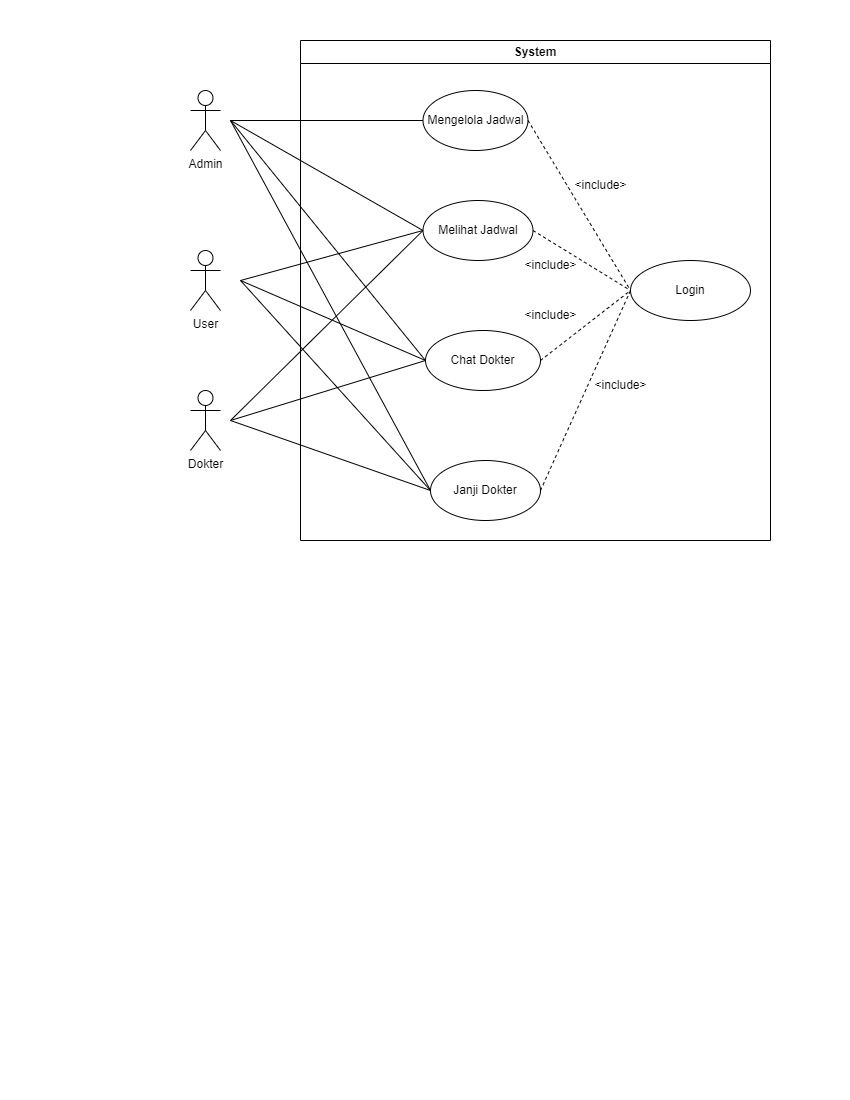 System
Admin
Mengelola Jadwal
<include>
Melihat Jadwal
<include>
User
Login
<include>
Chat Dokter
<include>
Dokter
Janji Dokter